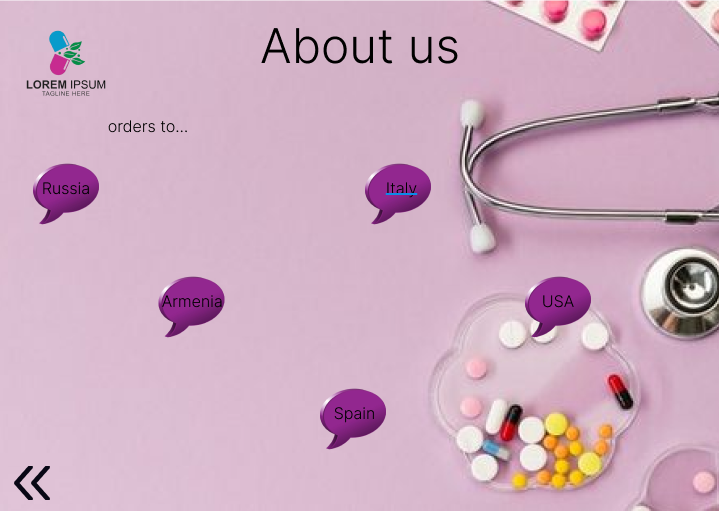 About us
LOREM IPSUM
TAGLINE HERE
orders to...
Russia
Italy
Armenia
USA
Spain